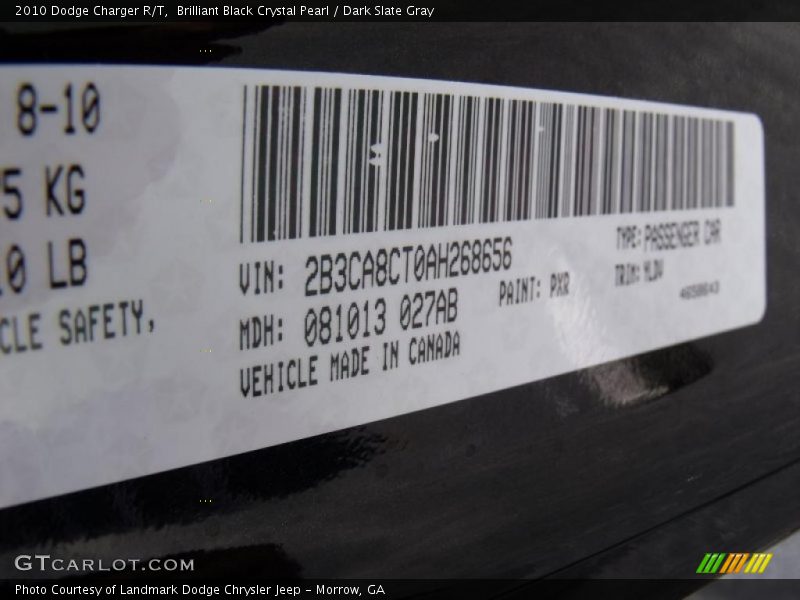 2010 Dodge Charger R/T, Brilliant Black Crystal Pearl / Dark Slate Gray
8-10
5 KG
0 LB
CLE SAFETY,
VIN: 2B3CA8CT0AH268656
TYPE: PASSENGER CAR
MDH: 081013 027AB
PAINT: PXR
TRIM:
VEHICLE MADE IN CANADA
GTCARLOT.COM
Photo Courtesy of Landmark Dodge Chrysler Jeep - Morrow, GA